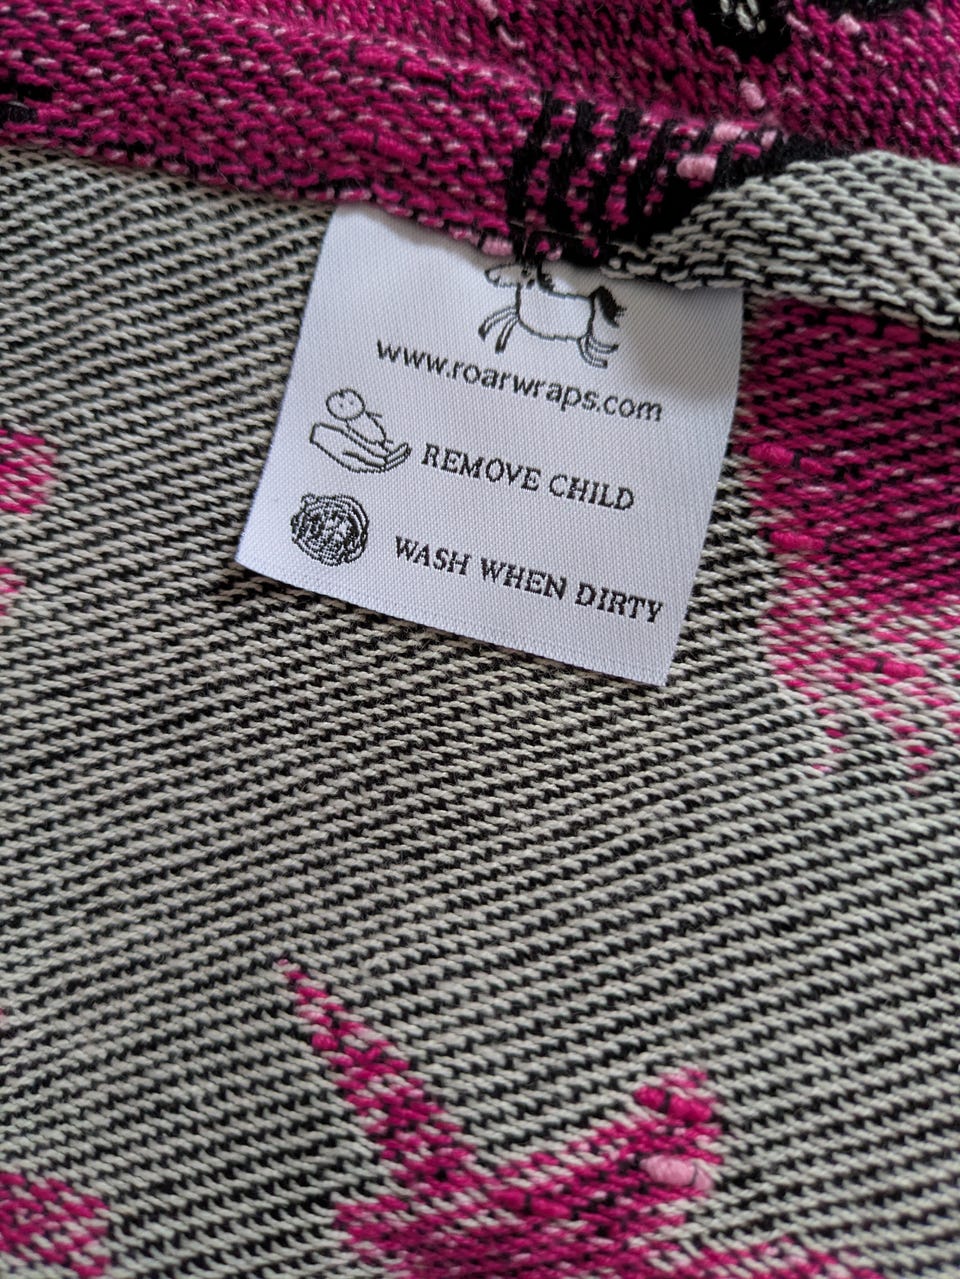 www.roarwraps.com
REMOVE CHILD
WASH WHEN DIRTY